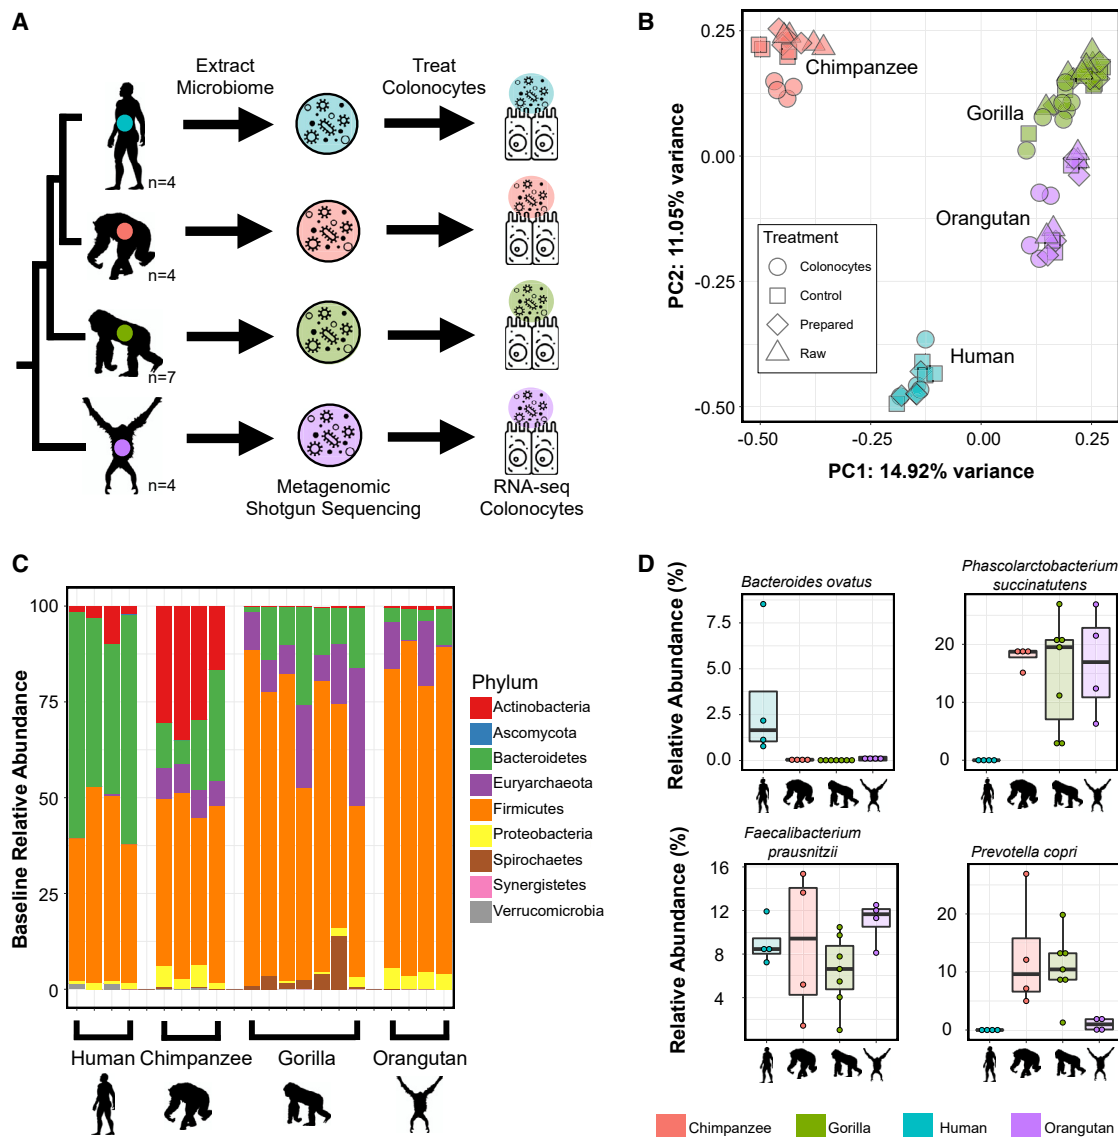 A
Extract
Microbiome
Treat
Colonocytes
n=4
n=4
n=7
n=4
Metagenomic
Shotgun Sequencing
RNA-seq
Colonocytes
B
PC2: 11.05% variance
0.25
0.00
-0.25
-0.50
Chimpanzee
Gorilla
Orangutan
Human
Treatment
Colonocytes
Control
Prepared
Raw
-0.50
-0.25
0.00
0.25
PC1: 14.92% variance
C
Baseline Relative Abundance
100
75
50
25
0
Phylum
Actinobacteria
Ascomycota
Bacteroidetes
Euryarchaeota
Firmicutes
Proteobacteria
Spirochaetes
Synergistetes
Verrucomicrobia
Human
Chimpanzee
Gorilla
Orangutan
D
Relative Abundance (%)
Bacteroides ovatus
7.5
5.0
2.5
0.0
Phascolarctobacterium
succinatutens
20
10
0
Relative Abundance (%)
Faecalibacterium
prausnitzii
16
12
8
4
Prevotella copri
20
10
0
Chimpanzee
Gorilla
Human
Orangutan